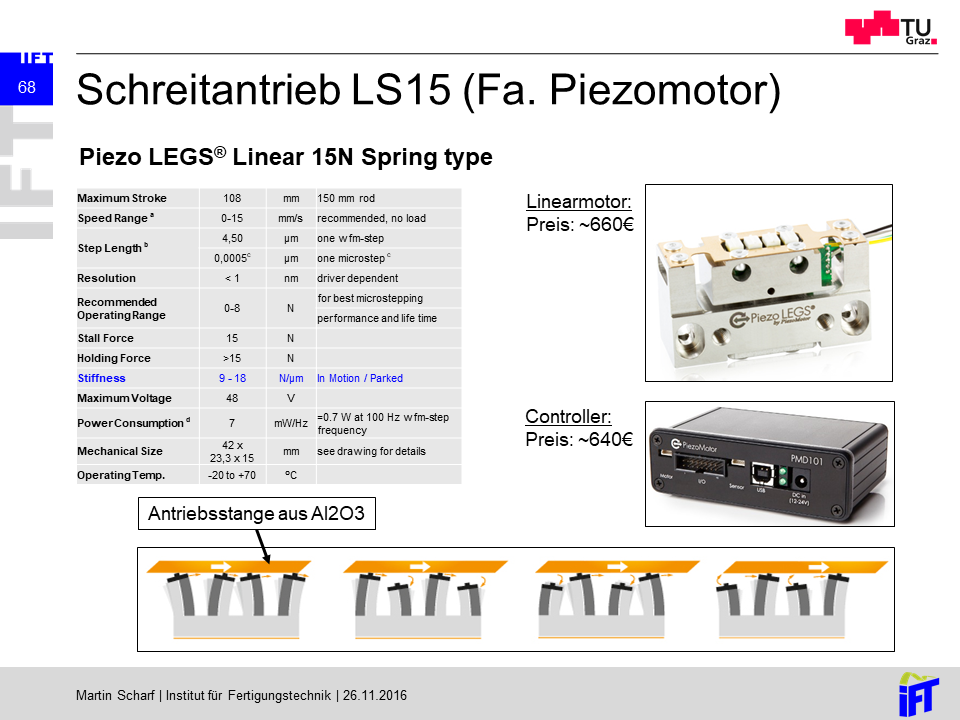 TU
Graz
IFT
68
Schreitantrieb LS15 (Fa. Piezomotor)
IFT
Piezo LEGS® Linear 15N Spring type
Maximum Stroke 108 mm 150 mm rod
Speed Range a 0-15 mm/s recommended, no load
Step Length b 4,50 µm one wfm-step
0,0005c µm one microstep c
Resolution < 1 nm driver dependent
Recommended Operating Range 0-8 N for best microstepping
performance and life time
Stall Force 15 N
Holding Force >15 N
Stiffness 9 - 18 N/µm In Motion / Parked
Maximum Voltage 48 V
Power Consumption d 7 mW/Hz =0.7 W at 100 Hz wfm-step frequency
Mechanical Size 42 x 23,3 x 15 mm see drawing for details
Operating Temp. -20 to +70 ºC
Linearmotor:
Preis: ~660€
Piezo LEGS®
by PiezoMotor
Controller:
Preis: ~640€
PiezoMotor
PMD101
Motor
I/O
Sensor
USB
DC in
(12-24V)
Antriebsstange aus Al2O3
Martin Scharf | Institut für Fertigungstechnik | 26.11.2016
iFT